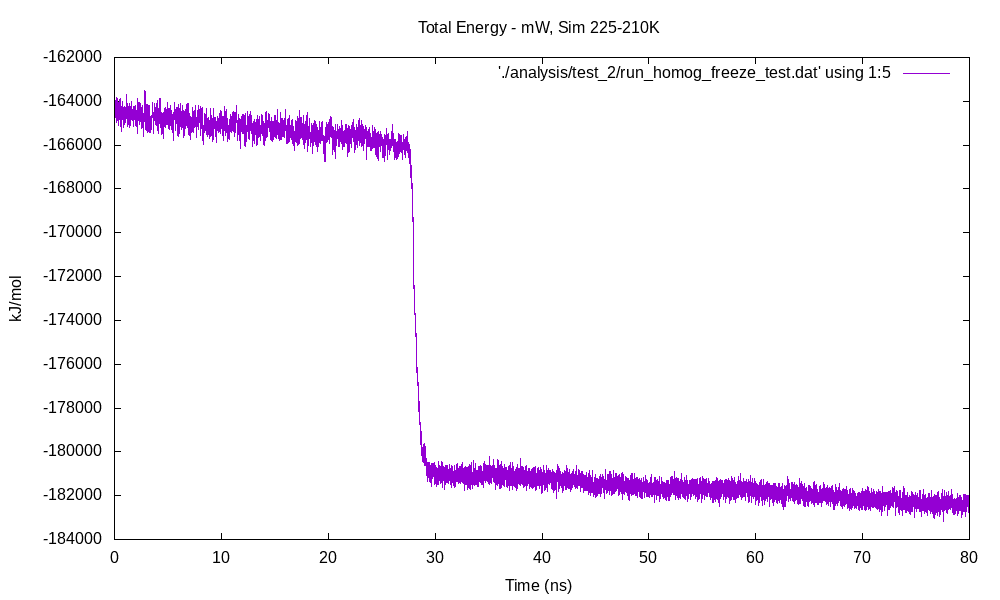 Total Energy - mW, Sim 225-210K
'./analysis/test_2/run_homog_freeze_test.dat' using 1:5
-162000
-164000
-166000
-168000
-170000
-172000
-174000
-176000
-178000
-180000
-182000
-184000
kJ/mol
0 10 20 30 40 50 60 70 80
Time (ns)